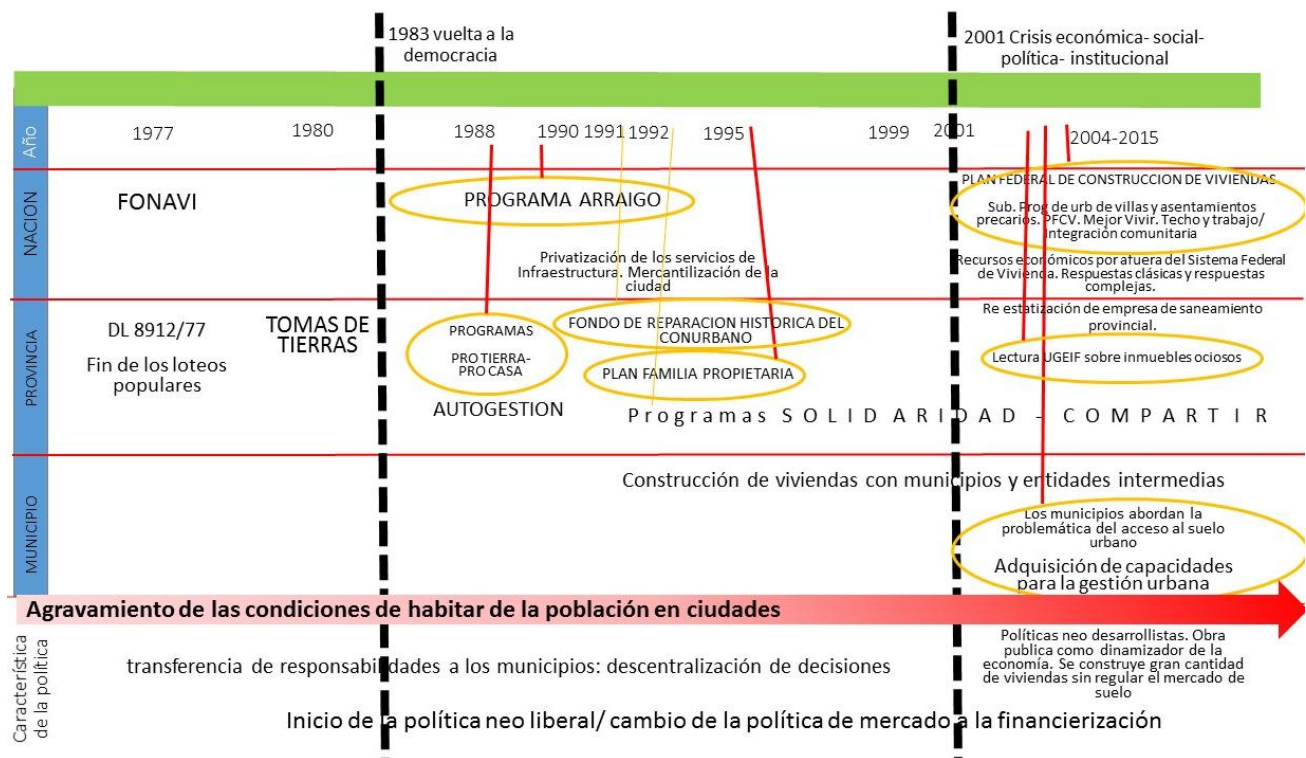 1983 vuelta a la
democracia
2001 Crisis económica- social-
política- institucional
Año
1977
1980
1988
1990
1991
1992
1995
1999
2001
2004-2015
NACION
FONAVI
PROGRAMA ARRAIGO
Privatización de los servicios de
Infraestructura. Mercantilización de la
ciudad
PLAN FEDERAL DE CONSTRUCCION DE VIVIENDAS
Sub. Prog de urb de villas y asentamientos
precarios. PFCV. Mejor Vivir. Techo y trabajo/
Integración comunitaria
Recursos económicos por afuera del Sistema Federal
de Vivienda. Respuestas clásicas y respuestas
complejas.
PROVINCIA
DL 8912/77
Fin de los loteos
populares
TOMAS DE
TIERRAS
PROGRAMAS
PRO TIERRA-
PRO CASA
AUTOGESTION
FONDO DE REPARACION HISTORICA DEL
CONURBANO
PLAN FAMILIA PROPIETARIA
Re estatización de empresa de saneamiento
provincial.
Lectura UGEIF sobre inmuebles ociosos
Programas SOLIDARIDAD - COMPARTIR
MUNICIPIO
Construcción de viviendas con municipios y entidades intermedias
Los municipios abordan la
problemática del acceso al suelo
urbano
Adquisición de capacidades
para la gestión urbana
Agravamiento de las condiciones de habitar de la población en ciudades
Característica
de la política
transferencia de responsabilidades a los municipios: descentralización de decisiones
Políticas neo desarrollistas. Obra
publica como dinamizador de la
economía. Se construye gran cantidad
de viviendas sin regular el mercado de
suelo
Inicio de la política neo liberal/ cambio de la política de mercado a la financierización